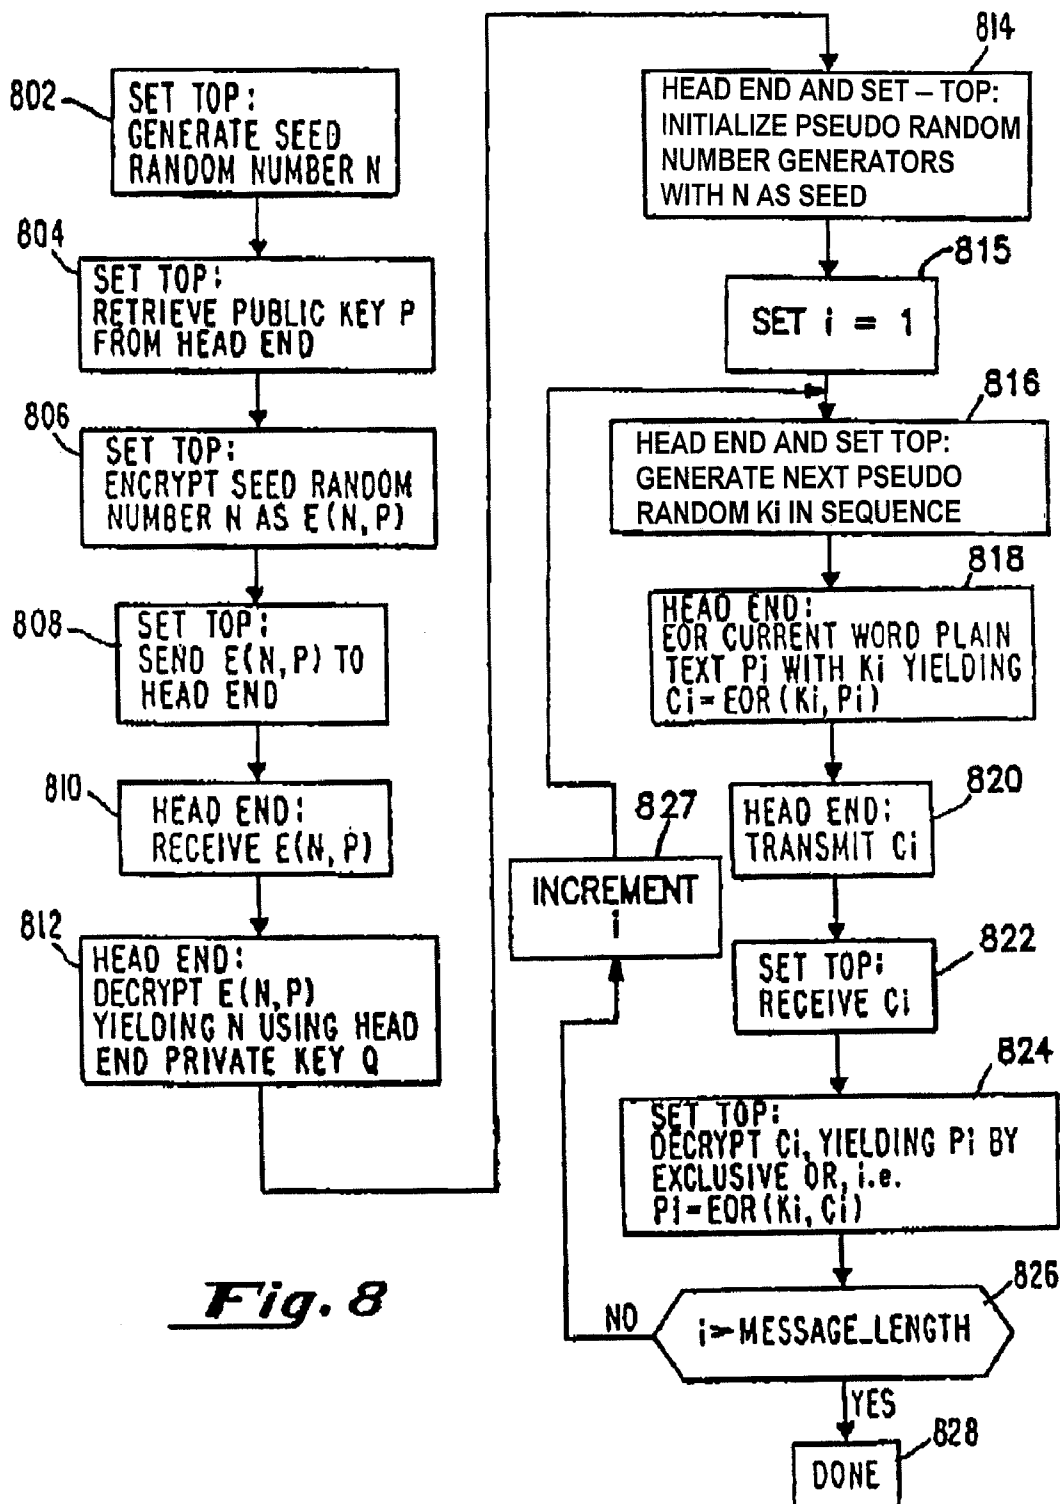 802
SET TOP:
GENERATE SEED
RANDOM NUMBER N
804
SET TOP:
RETRIEVE PUBLIC KEY P
FROM HEAD END
806
SET TOP:
ENCRYPT SEED RANDOM
NUMBER N AS E(N,P)
808
SET TOP:
SEND E(N,P) TO
HEAD END
810
HEAD END:
RECEIVE E(N,P)
812
HEAD END:
DECRYPT E(N,P)
YIELDING N USING HEAD
END PRIVATE KEY Q
814
HEAD END AND SET – TOP:
INITIALIZE PSEUDO RANDOM
NUMBER GENERATORS
WITH N AS SEED
815
SET i = 1
816
HEAD END AND SET TOP:
GENERATE NEXT PSEUDO
RANDOM Ki IN SEQUENCE
818
HEAD END:
EOR CURRENT WORD PLAIN
TEXT Pi WITH Ki YIELDING
Ci=EOR(Ki,Pi)
820
HEAD END:
TRANSMIT Ci
822
SET TOP:
RECEIVE Ci
824
SET TOP:
DECRYPT Ci, YIELDING Pi BY
EXCLUSIVE OR, i.e.
Pi=EOR(Ki,Ci)
826
i>MESSAGE_LENGTH
NO
827
INCREMENT
i
YES
828
DONE
Fig. 8